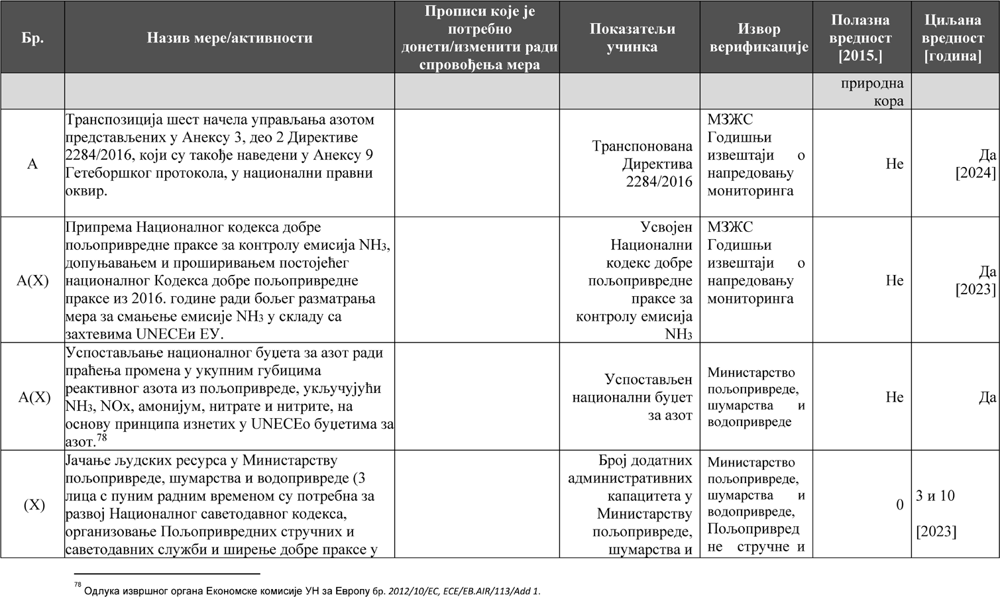 Бр.
Назив мере/активности
Прописи које је
потребно
донети/изменити ради
спровођења мера
Показатељи
учинка
Извор
верификације
Полазна
вредност
[2015.]
Циљана
вредност
[година]
природна
кора
А
Транспозиција шест начела управљања азотом
представљених у Анексу 3, део 2 Директиве
2284/2016, који су такође наведени у Анексу 9
Гетеборшког протокола, у национални правни
оквир.
Транспонована
Директива
2284/2016
МЗЖС
Годишњи
извештаји о
напредовању
мониторинга
Не
Да
[2024]
А(X)
Припрема Националног кодекса добре
пољопривредне праксе за контролу емисија NH3,
допуњавањем и проширивањем постојећег
националног Кодекса добре пољопривредне
праксе из 2016. године ради бољег разматрања
мера за смањење емисије NH3 у складу са
захтевима UNECEи ЕУ.
Усвојен
Национални
кодекс добре
пољопривредне
праксе за
контролу емисија
NH3
МЗЖС
Годишњи
извештаји о
напредовању
мониторинга
Не
Да
[2023]
А(X)
Успостављање националног буџета за азот ради
праћења промена у укупним губицима
реактивног азота из пољопривреде, укључујући
NH3, NOx, амонијум, нитрате и нитрите, на
основу принципа изнетих у UNECEо буџетима за
азот.78
Успостављен
национални буџет
за азот
Министарство
пољопривреде,
шумарства и
водопривреде
Не
Да
(X)
Јачање људских ресурса у Министарству
пољопривреде, шумарства и водопривреде (3
лица с пуним радним временом су потребна за
развој Националног саветодавног кодекса,
организовање Пољопривредних стручних и
саветодавних служби и ширење добре праксе у
Број додатних
административних
капацитета у
Министарству
пољопривреде,
шумарства и
Министарство
пољопривреде,
шумарства и
водопривреде,
Пољопривред
не стручне и
0
3 и 10
[2023]
78 Одлука извршног органа Економске комисије УН за Европу бр. 2012/10/EC, ECE/EB.AIR/113/Add 1.